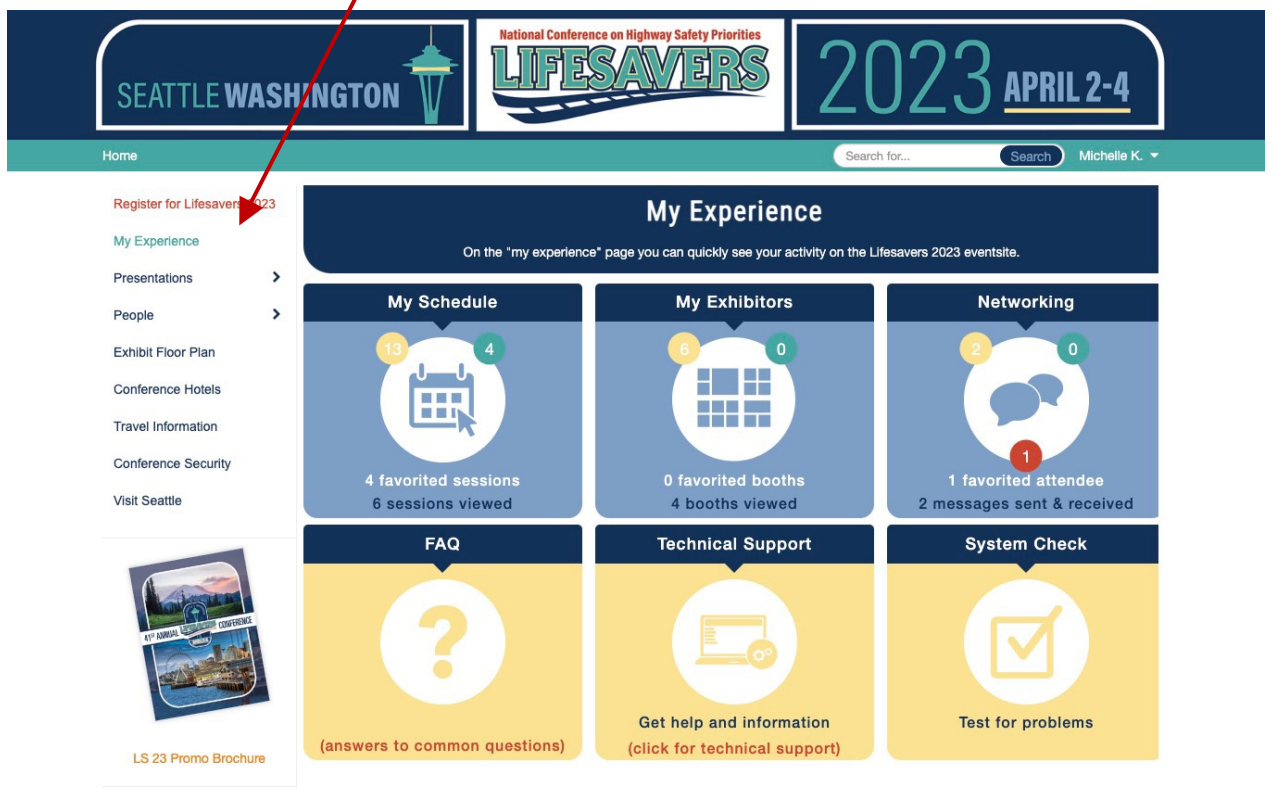 SEATTLE WASHINGTON
National Conference on Highway Safety Priorities
LIFESAVERS
2023 APRIL 2-4
Home
Search for...
Search
Michelle K.
Register for Lifesavers 2023
My Experience
Presentations
People
Exhibit Floor Plan
Conference Hotels
Travel Information
Conference Security
Visit Seattle
41ST ANNUAL LIFESAVERS CONFERENCE
LS 23 Promo Brochure
My Experience
On the "my experience" page you can quickly see your activity on the Lifesavers 2023 eventsite.
My Schedule
13
4
4 favorited sessions
6 sessions viewed
My Exhibitors
6
0
0 favorited booths
4 booths viewed
Networking
2
0
1
1 favorited attendee
2 messages sent & received
FAQ
?
(answers to common questions)
Technical Support
Get help and information
(click for technical support)
System Check
Test for problems